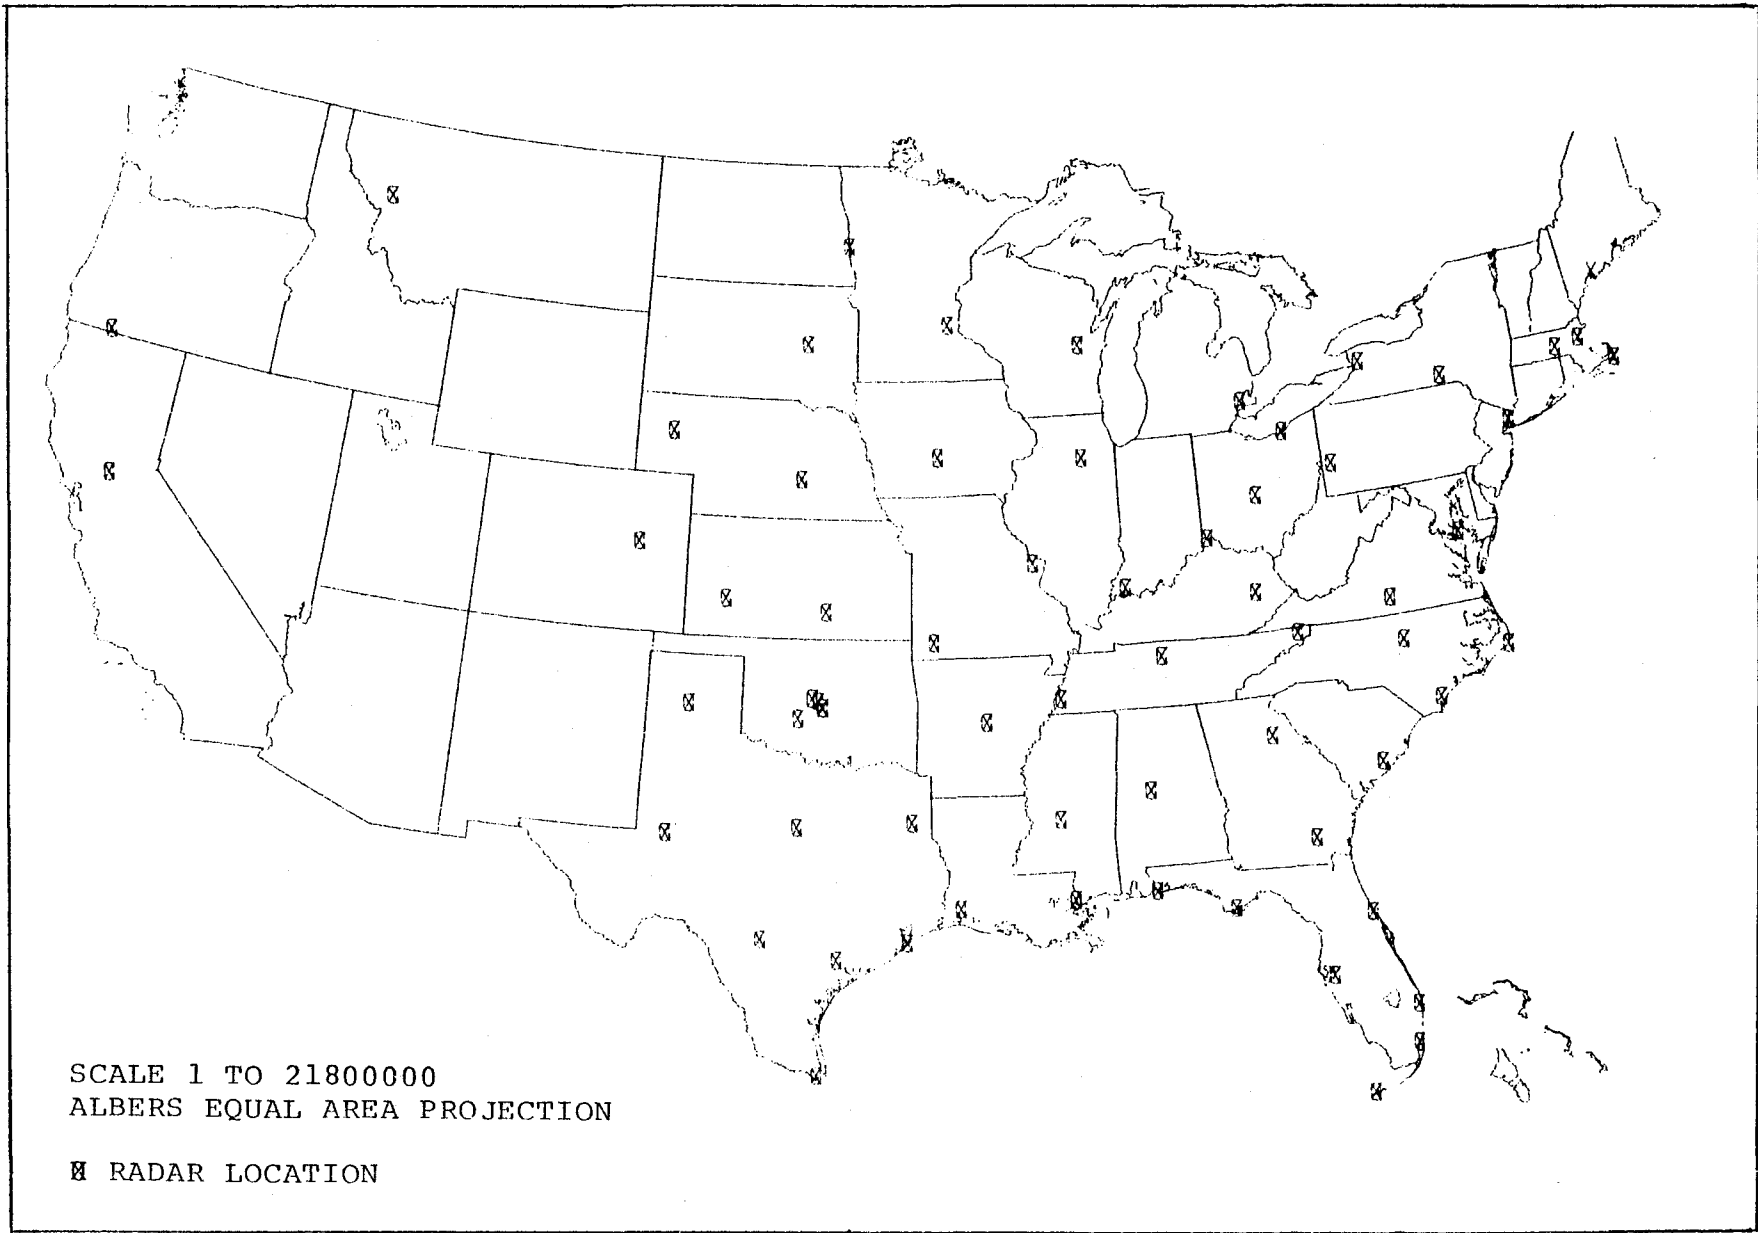 SCALE 1 TO 21800000
ALBERS EQUAL AREA PROJECTION
RADAR LOCATION